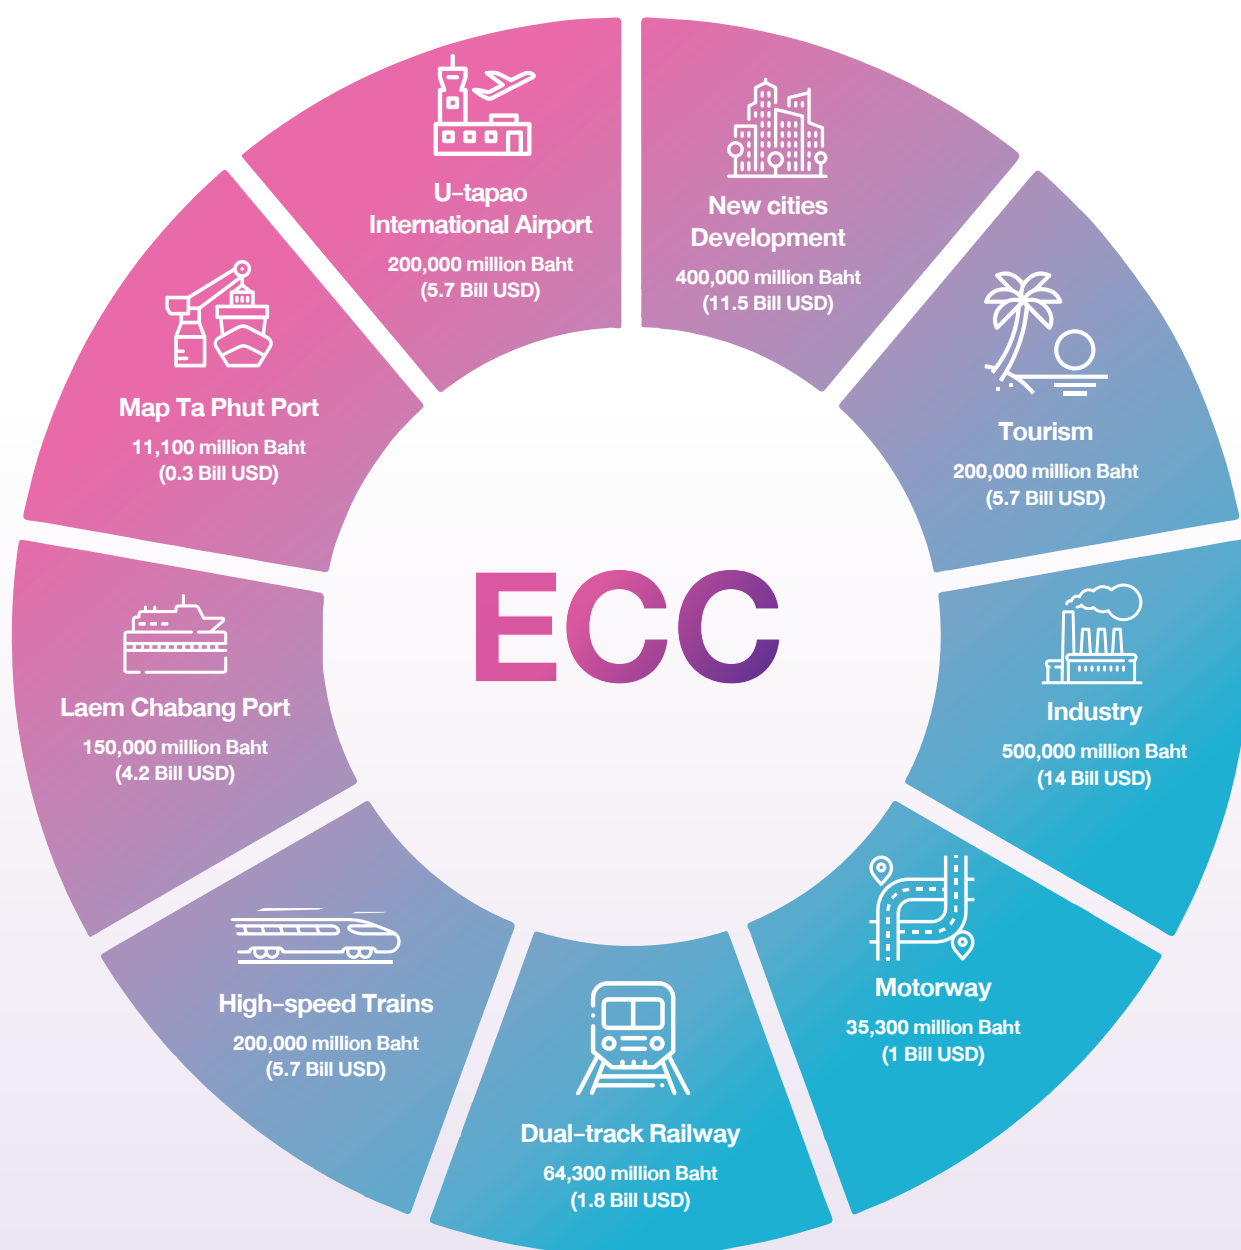 U-tapao
International Airport
200,000 million Baht
(5.7 Bill USD)
New cities
Development
400,000 million Baht
(11.5 Bill USD)
Tourism
200,000 million Baht
(5.7 Bill USD)
Industry
500,000 million Baht
(14 Bill USD)
Motorway
35,300 million Baht
(1 Bill USD)
Dual-track Railway
64,300 million Baht
(1.8 Bill USD)
High-speed Trains
200,000 million Baht
(5.7 Bill USD)
Laem Chabang Port
150,000 million Baht
(4.2 Bill USD)
Map Ta Phut Port
11,100 million Baht
(0.3 Bill USD)
ECC